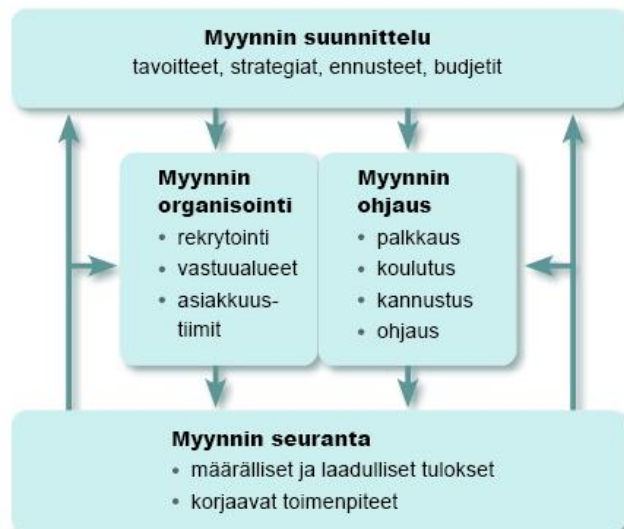 Myynnin suunnittelu
tavoitteet, strategiat, ennusteet, budjetit
Myynnin
organisointi
• rekrytointi
• vastuualueet
• asiakkuus-
tiimit
Myynnin
ohjaus
• palkkaus
• koulutus
• kannustus
• ohjaus
Myynnin seuranta
• määrälliset ja laadulliset tulokset
• korjaavat toimenpiteet